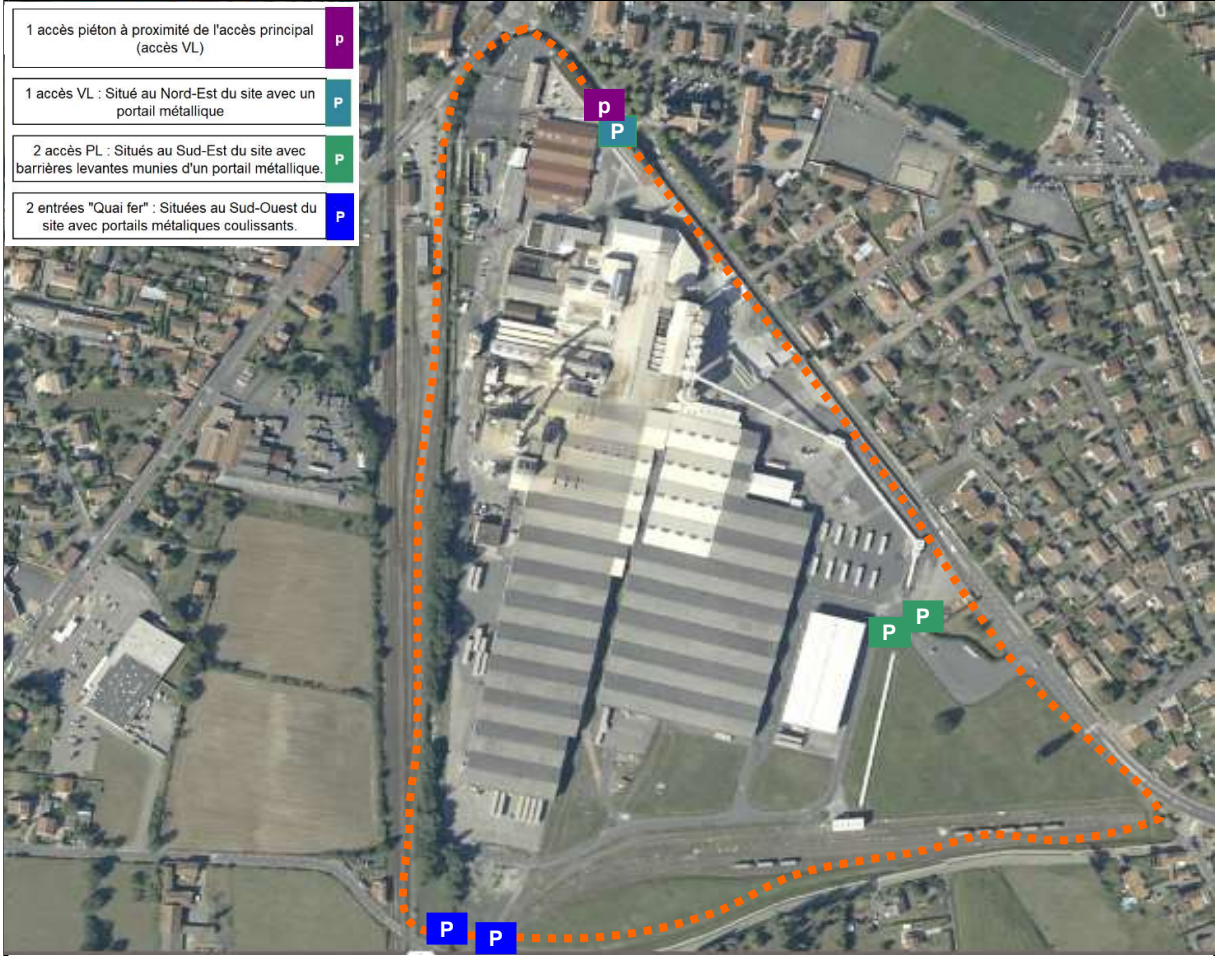 1 accès piéton à proximité de l'accès principal
(accès VL)
p
1 accès VL : Situé au Nord-Est du site avec un
portail métallique
P
2 accès PL : Situés au Sud-Est du site avec
barrières levantes munies d'un portail métallique.
P
2 entrées "Quai fer" : Situées au Sud-Ouest du
site avec portails métaliques coulissants.
P
p
P
P
P
P
P